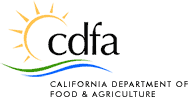 cdfa
CALIFORNIA DEPARTMENT OF
FOOD & AGRICULTURE